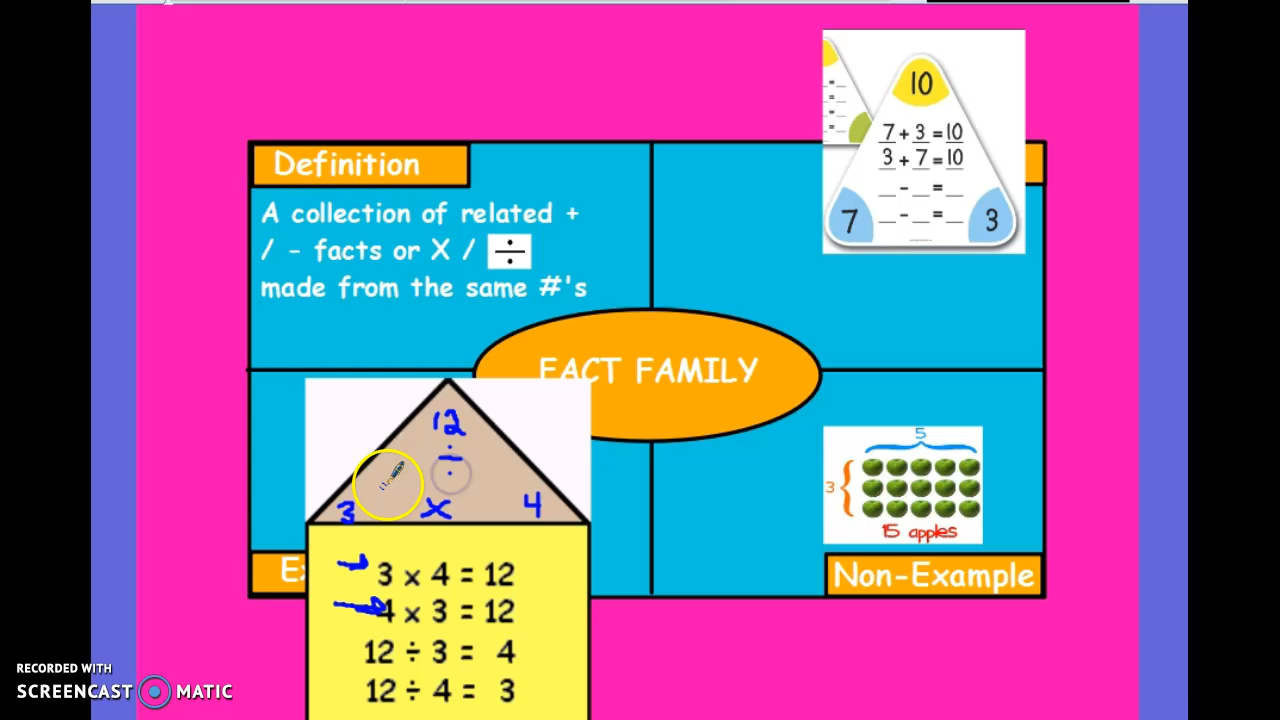 Definition
A collection of related +
/ - facts or X / ÷
made from the same #'s
10
7 + 3 = 10
3 + 7 = 10
_ - _ = _
_ - _ = _
7
3
FACT FAMILY
12
÷
3 X 4
3 x 4 = 12
4 x 3 = 12
12 ÷ 3 = 4
12 ÷ 4 = 3
5
3
15 apples
Non-Example
RECORDED WITH
SCREENCAST MATIC